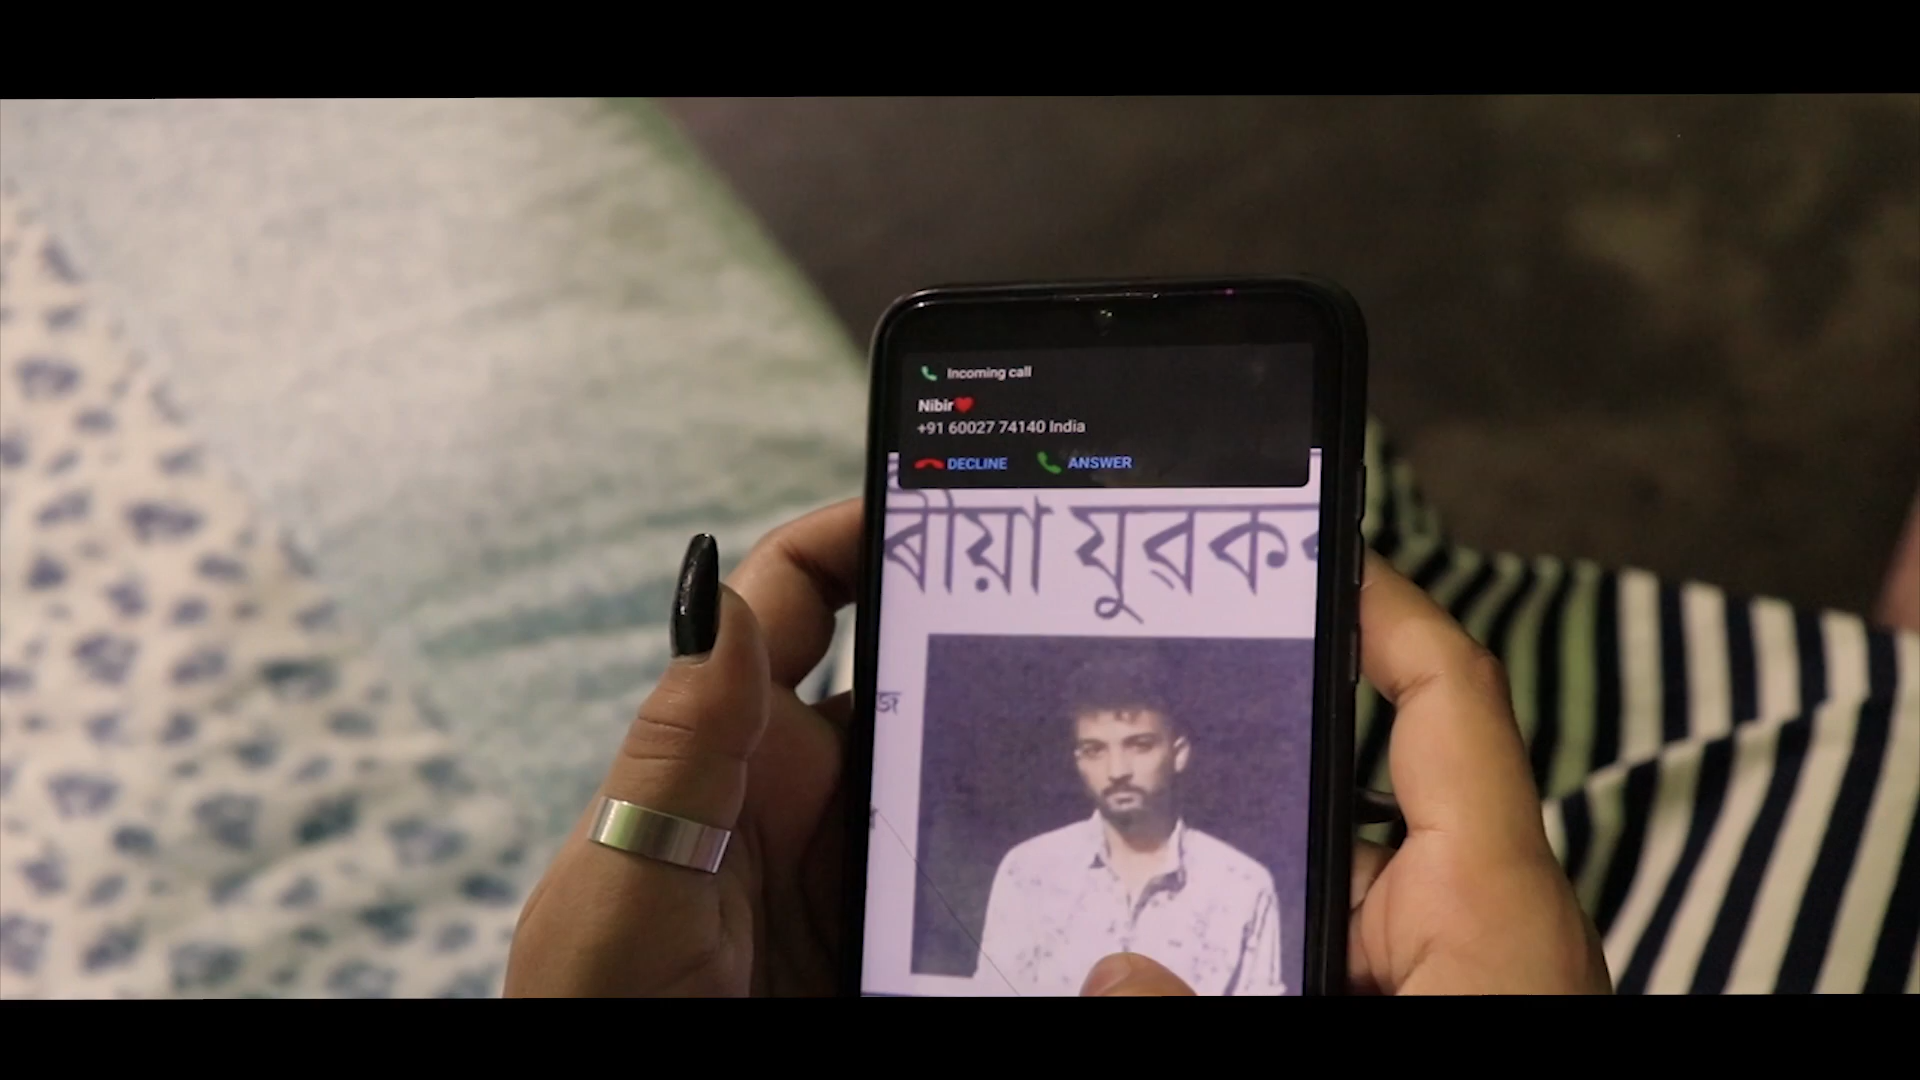 Incoming call
Nibir❤️
+91 60027 74140 India
DECLINE ANSWER
ৰীয়া যুৱক
জ